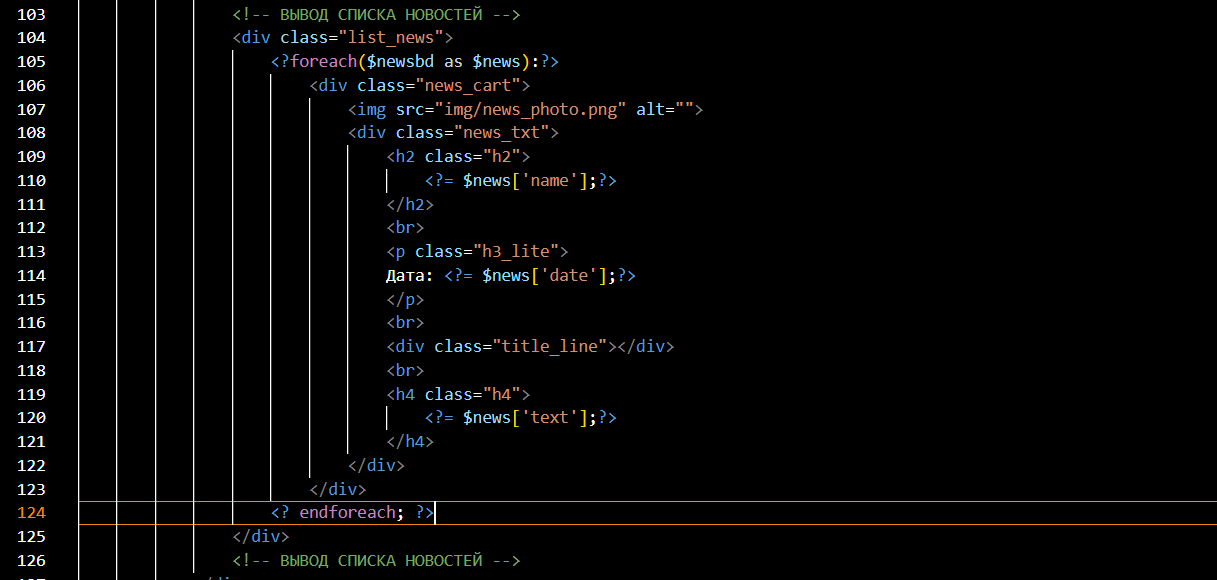 103 <!-- ВЫВОД СПИСКА НОВОСТЕЙ -->
104 <div class="list_news">
105 <?foreach($newsbd as $news):?>
106 <div class="news_cart">
107 <img src="img/news_photo.png" alt="">
108 <div class="news_txt">
109 <h2 class="h2">
110 <?= $news['name'];?>
111 </h2>
112 <br>
113 <p class="h3_lite">
114 Дата: <?= $news['date'];?>
115 </p>
116 <br>
117 <div class="title_line"></div>
118 <br>
119 <h4 class="h4">
120 <?= $news['text'];?>
121 </h4>
122 </div>
123 </div>
124 <? endforeach; ?>
125 </div>
126 <!-- ВЫВОД СПИСКА НОВОСТЕЙ -->